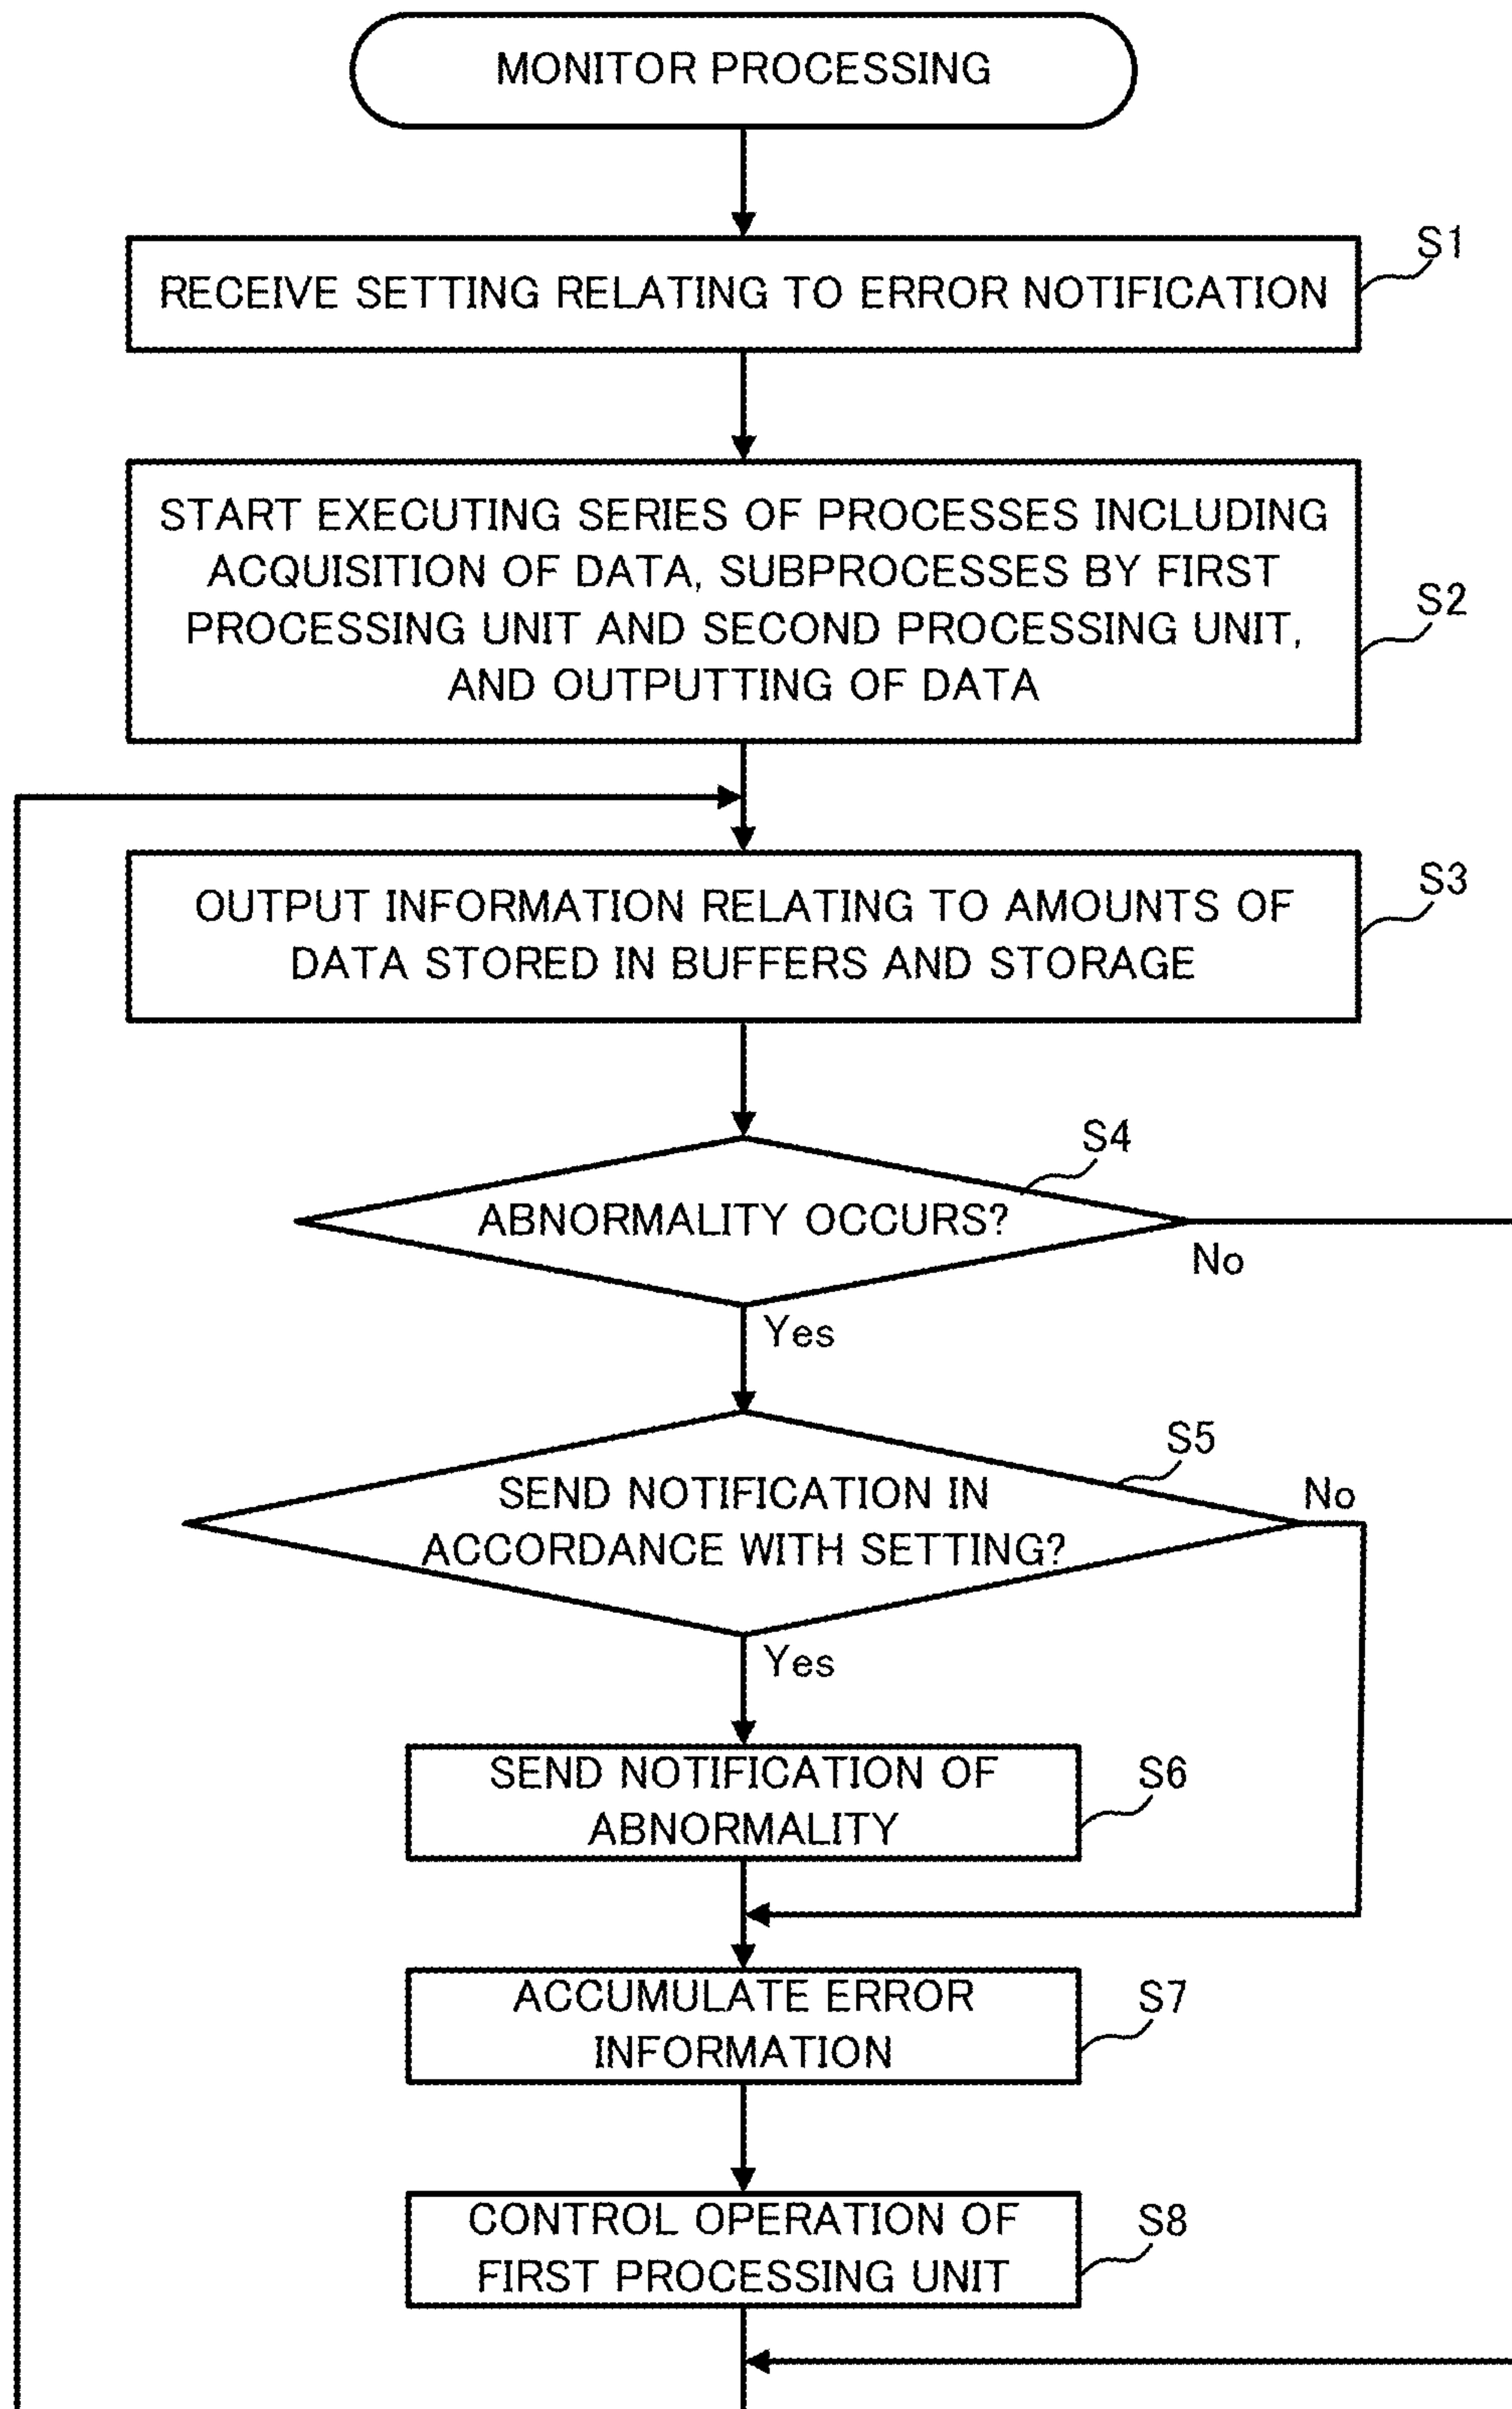 MONITOR PROCESSING
S1
RECEIVE SETTING RELATING TO ERROR NOTIFICATION
START EXECUTING SERIES OF PROCESSES INCLUDING
ACQUISITION OF DATA, SUBPROCESSES BY FIRST
S2
PROCESSING UNIT AND SECOND PROCESSING UNIT,
AND OUTPUTTING OF DATA
S3
OUTPUT INFORMATION RELATING TO AMOUNTS OF
DATA STORED IN BUFFERS AND STORAGE
S4
ABNORMALITY OCCURS?
No
Yes
S5
SEND NOTIFICATION IN
No
ACCORDANCE WITH SETTING?
Yes
SEND NOTIFICATION OF
S6
ABNORMALITY
ACCUMULATE ERROR
S7
INFORMATION
CONTROL OPERATION OF
S8
FIRST PROCESSING UNIT